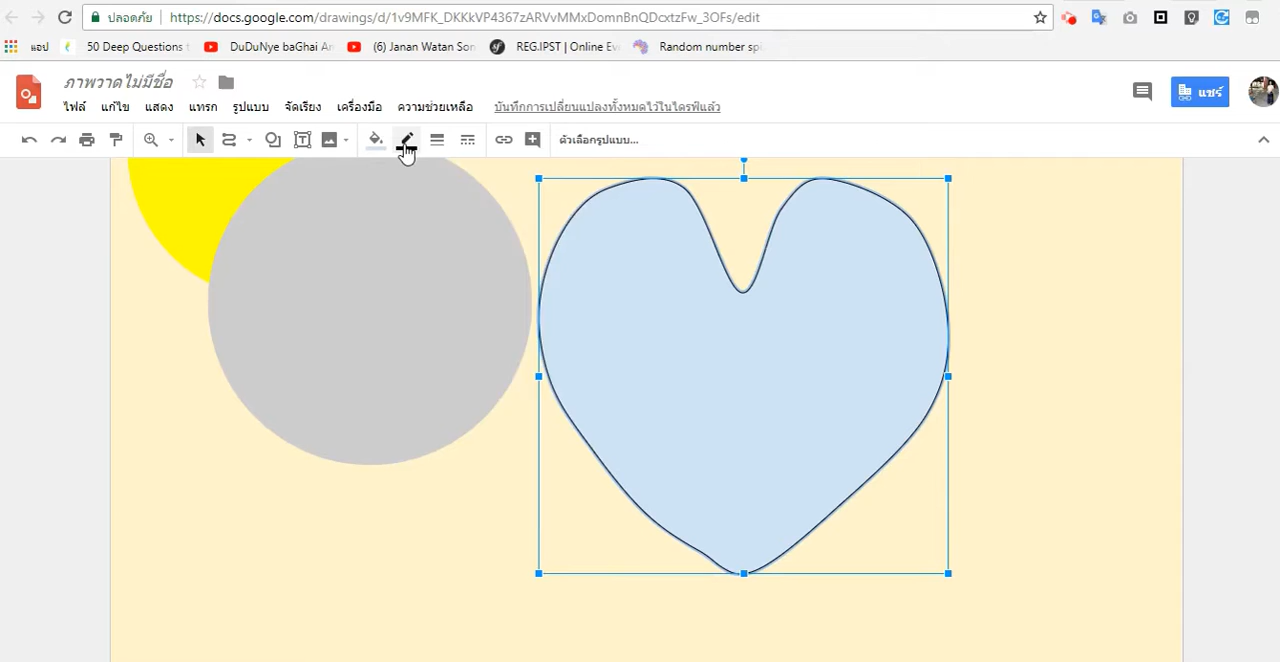 ปลอดภัย https://docs.google.com/drawings/d/1v9MFK_DKKkVP4367zARVvMMxDomnBnQDcxtzFw_3OFs/edit
แอป 50 Deep Questions t DuDuNye baGhai An (6) Janan Watan Son REG.IPST | Online Ev Random number spi
ภาพวาดไม่มีชื่อ
ไฟล์ แก้ไข แสดง แทรก รูปแบบ จัดเรียง เครื่องมือ ความช่วยเหลือ บันทึกการเปลี่ยนแปลงทั้งหมดไว้ในไดรฟ์แล้ว
แชร์
ตัวเลือกรูปแบบ...